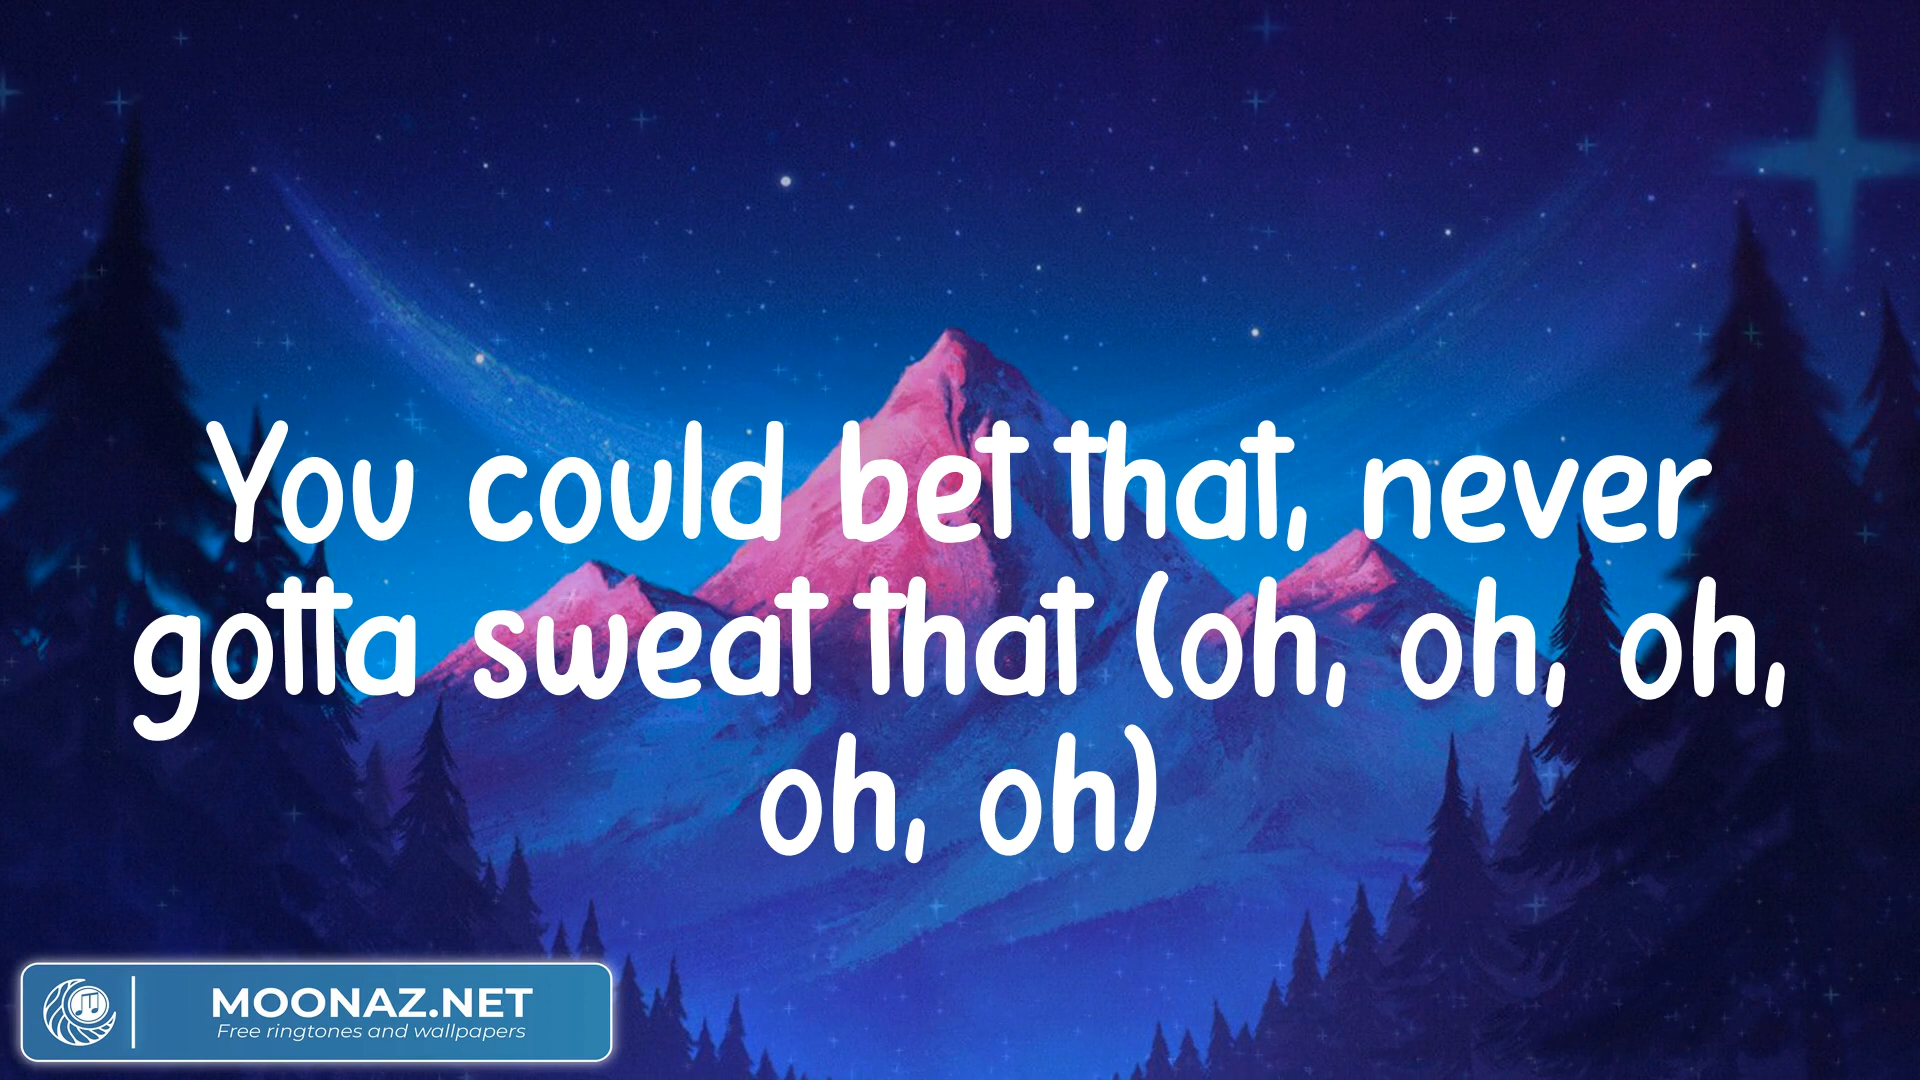 You could bet that, never
gotta sweat that (oh, oh, oh,
oh, oh)
MOONAZ.NET
Free ringtones and wallpapers